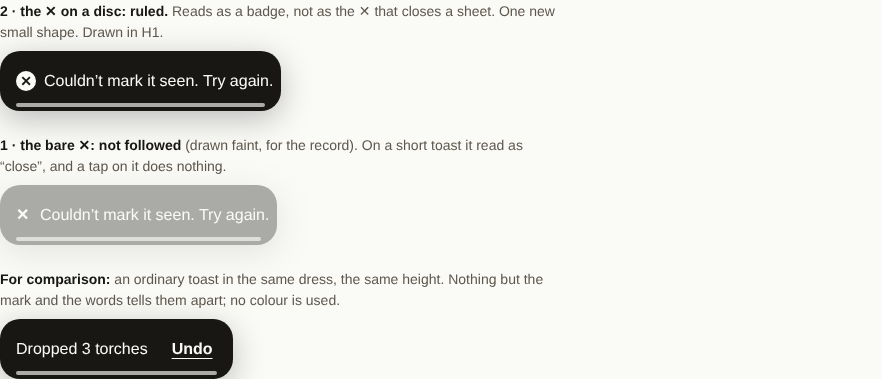 2 · the ✕ on a disc: ruled. Reads as a badge, not as the ✕ that closes a sheet. One new
small shape. Drawn in H1.
✕ Couldn’t mark it seen. Try again.
1 · the bare ✕: not followed (drawn faint, for the record). On a short toast it read as
“close”, and a tap on it does nothing.
✕ Couldn’t mark it seen. Try again.
For comparison: an ordinary toast in the same dress, the same height. Nothing but the
mark and the words tells them apart; no colour is used.
Dropped 3 torches Undo